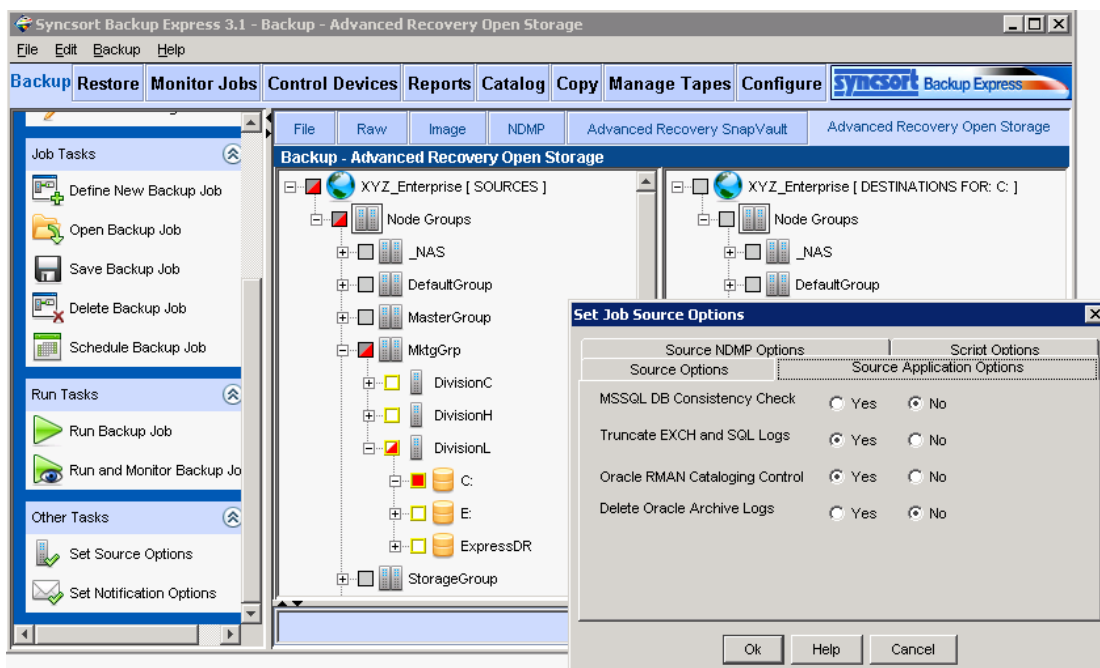 Syncsort Backup Express 3.1 - Backup - Advanced Recovery Open Storage
File Edit Backup Help
Backup Restore Monitor Jobs Control Devices Reports Catalog Copy Manage Tapes Configure syncsort Backup Express
File Raw Image NDMP Advanced Recovery SnapVault Advanced Recovery Open Storage
Backup - Advanced Recovery Open Storage
Job Tasks
Define New Backup Job
Open Backup Job
Save Backup Job
Delete Backup Job
Schedule Backup Job
Run Tasks
Run Backup Job
Run and Monitor Backup Jo
Other Tasks
Set Source Options
Set Notification Options
XYZ_Enterprise [ SOURCES ]
Node Groups
_NAS
DefaultGroup
MasterGroup
MktgGrp
DivisionC
DivisionH
DivisionL
C:
E:
ExpressDR
StorageGroup
XYZ_Enterprise [ DESTINATIONS FOR: C: ]
Node Groups
_NAS
DefaultGroup
Set Job Source Options
Source NDMP Options Script Options
Source Options Source Application Options
MSSQL DB Consistency Check Yes No
Truncate EXCH and SQL Logs Yes No
Oracle RMAN Cataloging Control Yes No
Delete Oracle Archive Logs Yes No
Ok Help Cancel